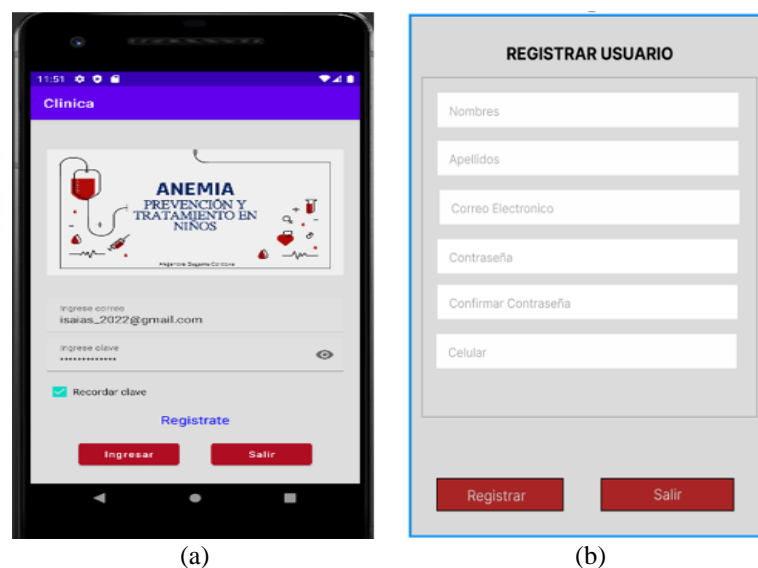 11:51
Clinica
ANEMIA
PREVENCIÓN Y
TRATAMIENTO EN
NIÑOS
Ingrese correo
isaias_2022@gmail.com
Ingrese clave
•••••••••••••
Recordar clave
Registrate
Ingresar
Salir
(a)
REGISTRAR USUARIO
Nombres
Apellidos
Correo Electronico
Contraseña
Confirmar Contraseña
Celular
Registrar
Salir
(b)